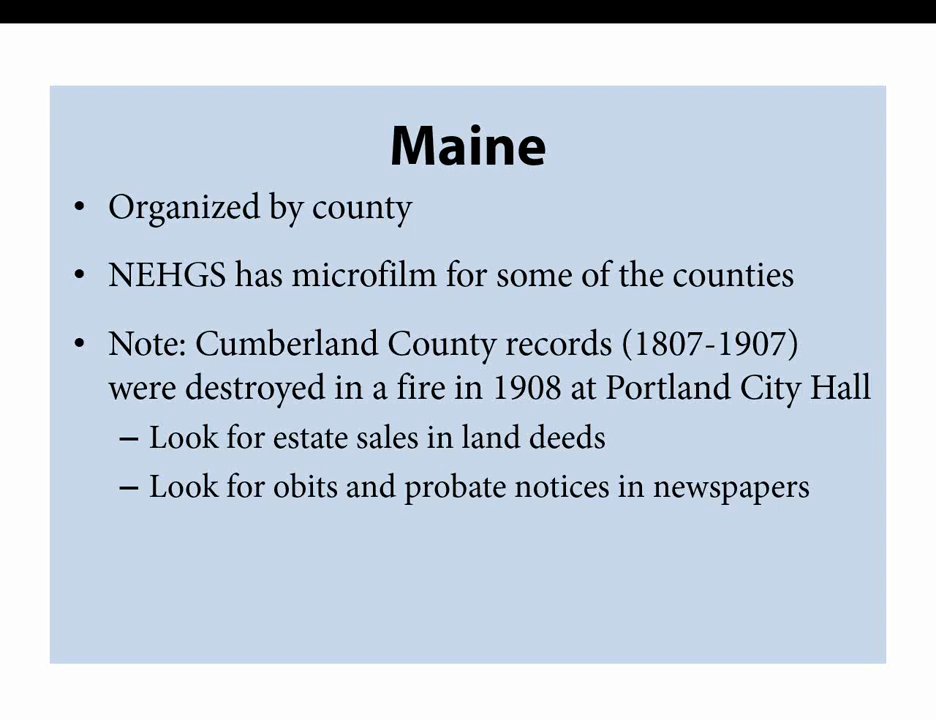 Maine
• Organized by county
• NEHGS has microfilm for some of the counties
• Note: Cumberland County records (1807-1907)
were destroyed in a fire in 1908 at Portland City Hall
– Look for estate sales in land deeds
– Look for obits and probate notices in newspapers